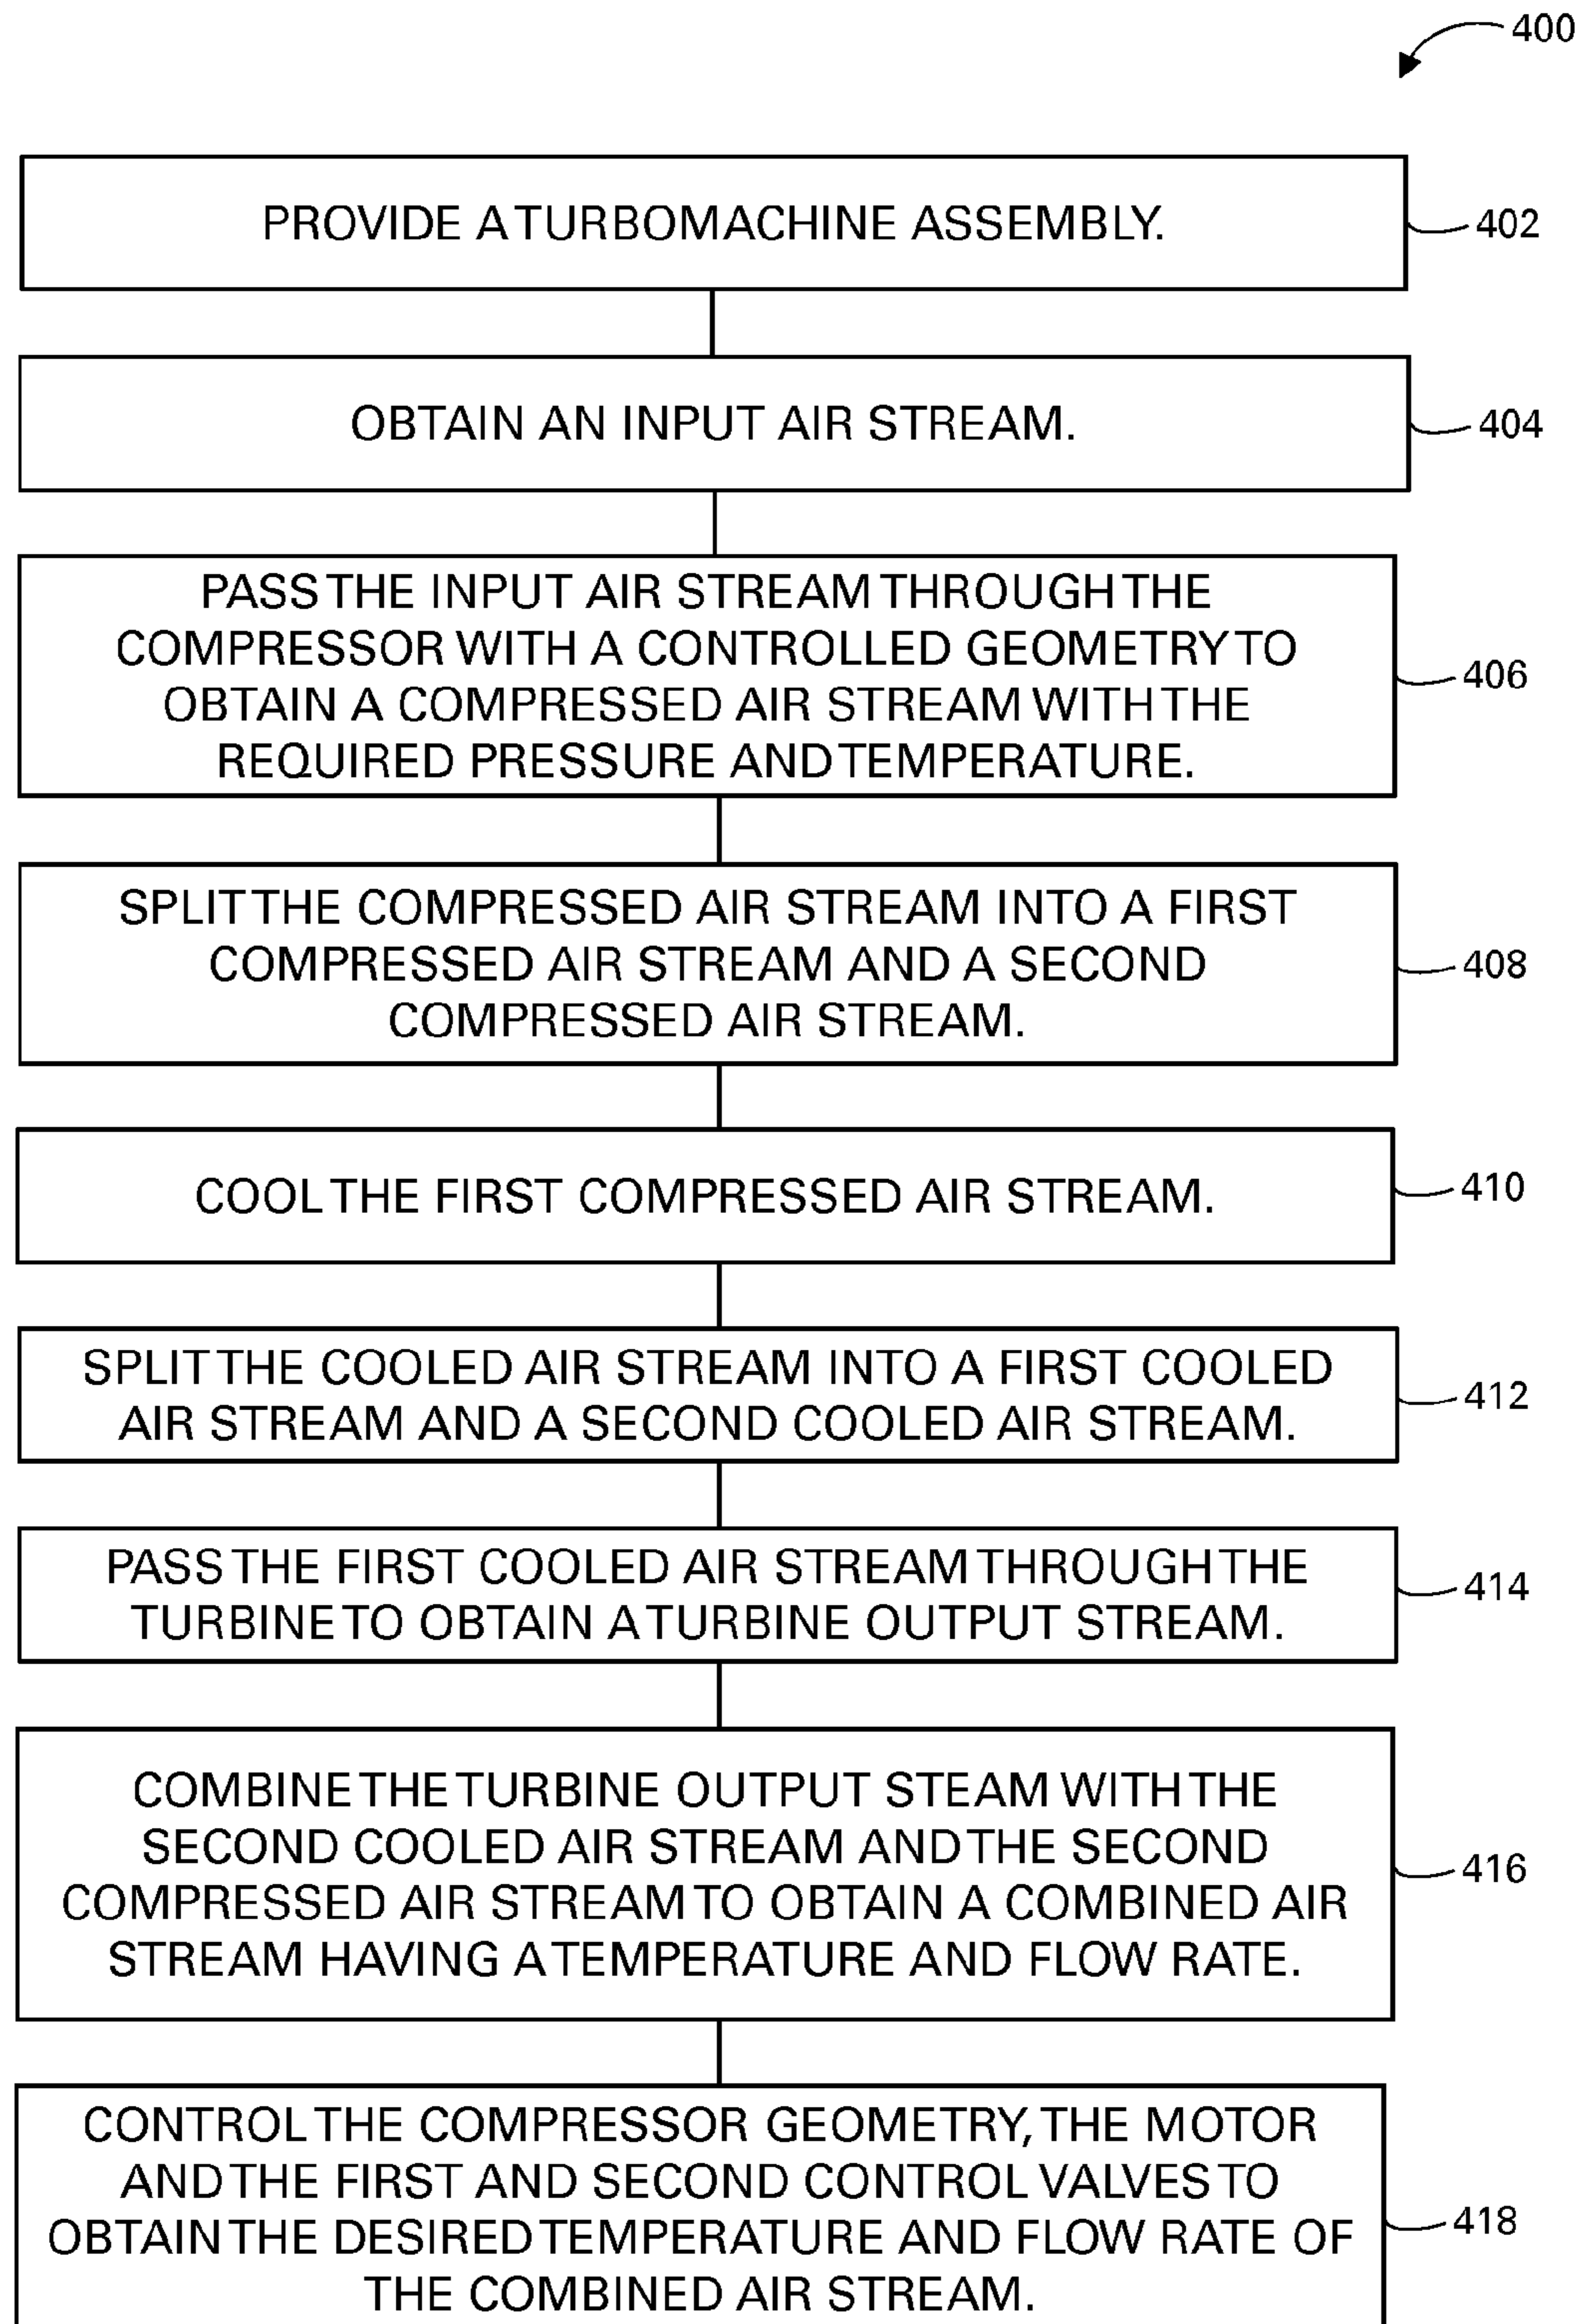 400
PROVIDE A TURBOMACHINE ASSEMBLY.
402
OBTAIN AN INPUT AIR STREAM.
404
PASS THE INPUT AIR STREAM THROUGH THE
COMPRESSOR WITH A CONTROLLED GEOMETRY TO
OBTAIN A COMPRESSED AIR STREAM WITH THE
REQUIRED PRESSURE AND TEMPERATURE.
406
SPLIT THE COMPRESSED AIR STREAM INTO A FIRST
COMPRESSED AIR STREAM AND A SECOND
COMPRESSED AIR STREAM.
408
COOL THE FIRST COMPRESSED AIR STREAM.
410
SPLIT THE COOLED AIR STREAM INTO A FIRST COOLED
AIR STREAM AND A SECOND COOLED AIR STREAM.
412
PASS THE FIRST COOLED AIR STREAM THROUGH THE
TURBINE TO OBTAIN A TURBINE OUTPUT STREAM.
414
COMBINE THE TURBINE OUTPUT STEAM WITH THE
SECOND COOLED AIR STREAM AND THE SECOND
COMPRESSED AIR STREAM TO OBTAIN A COMBINED AIR
STREAM HAVING A TEMPERATURE AND FLOW RATE.
416
CONTROL THE COMPRESSOR GEOMETRY, THE MOTOR
AND THE FIRST AND SECOND CONTROL VALVES TO
OBTAIN THE DESIRED TEMPERATURE AND FLOW RATE OF
THE COMBINED AIR STREAM.
418